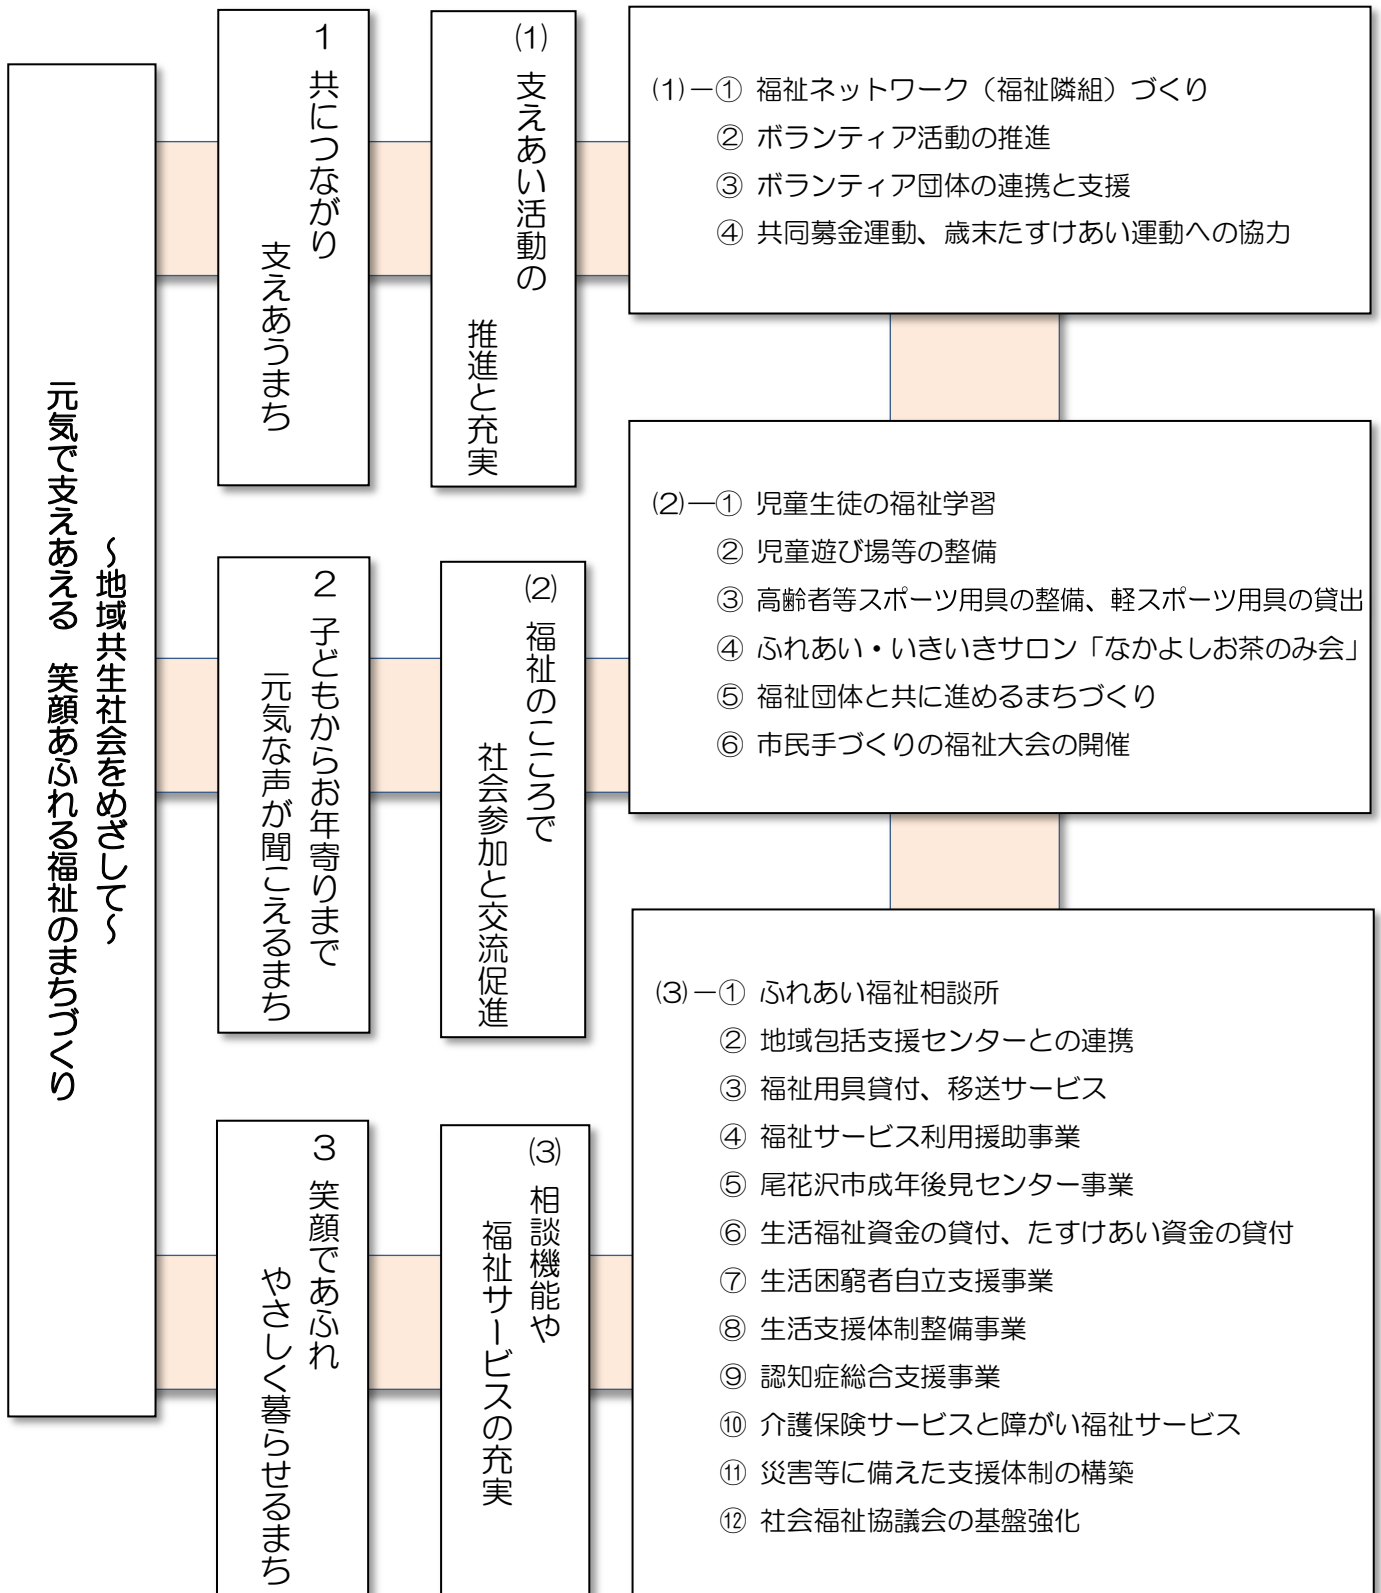 ～地域共生社会をめざして～
元気で支えあえる　笑顔あふれる福祉のまちづくり
１ 共につながり
支えあうまち
⑴ 支えあい活動の
推進と充実
⑴－① 福祉ネットワーク（福祉隣組）づくり
② ボランティア活動の推進
③ ボランティア団体の連携と支援
④ 共同募金運動、歳末たすけあい運動への協力
２ 子どもからお年寄りまで
元気な声が聞こえるまち
⑵ 福祉のこころで
社会参加と交流促進
⑵―① 児童生徒の福祉学習
② 児童遊び場等の整備
③ 高齢者等スポーツ用具の整備、軽スポーツ用具の貸出
④ ふれあい・いきいきサロン「なかよしお茶のみ会」
⑤ 福祉団体と共に進めるまちづくり
⑥ 市民手づくりの福祉大会の開催
３ 笑顔であふれ
やさしく暮らせるまち
⑶ 相談機能や
福祉サービスの充実
⑶－① ふれあい福祉相談所
② 地域包括支援センターとの連携
③ 福祉用具貸付、移送サービス
④ 福祉サービス利用援助事業
⑤ 尾花沢市成年後見センター事業
⑥ 生活福祉資金の貸付、たすけあい資金の貸付
⑦ 生活困窮者自立支援事業
⑧ 生活支援体制整備事業
⑨ 認知症総合支援事業
⑩ 介護保険サービスと障がい福祉サービス
⑪ 災害等に備えた支援体制の構築
⑫ 社会福祉協議会の基盤強化